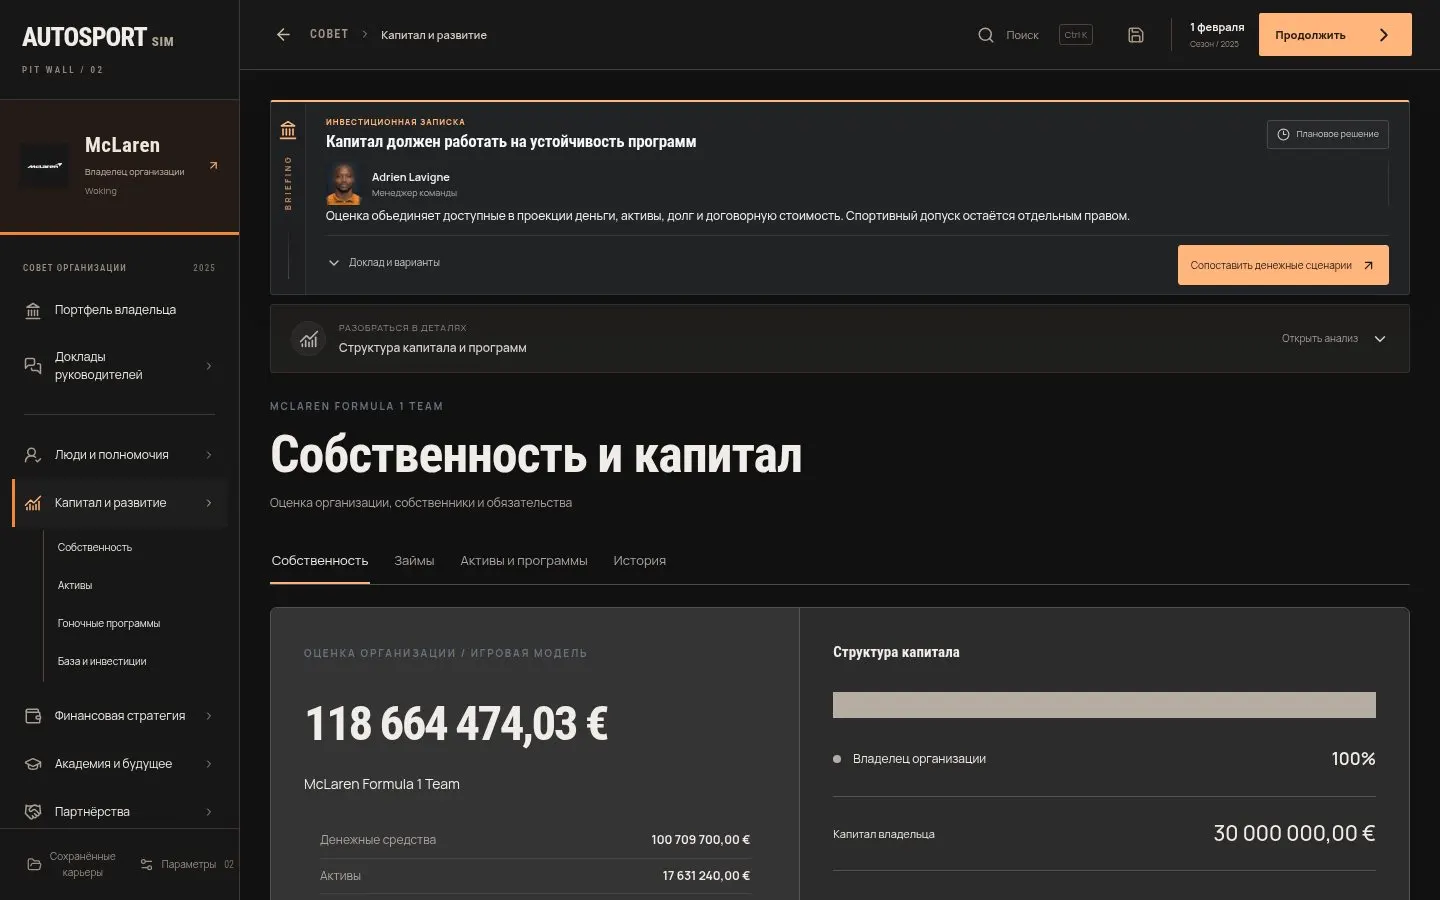 AUTOSPORT SIM
PIT WALL / 02
McLaren
McLaren
Владелец организации
Woking
СОВЕТ ОРГАНИЗАЦИИ 2025
Портфель владельца
Доклады
руководителей
Люди и полномочия
Капитал и развитие
Собственность
Активы
Гоночные программы
База и инвестиции
Финансовая стратегия
Академия и будущее
Партнёрства
Сохранённые
карьеры
Параметры 02
СОВЕТ
Капитал и развитие
Поиск
Ctrl K
1 февраля
Сезон / 2025
Продолжить
BRIEFING
ИНВЕСТИЦИОННАЯ ЗАПИСКА
Капитал должен работать на устойчивость программ
Плановое решение
Adrien Lavigne
Менеджер команды
Оценка объединяет доступные в проекции деньги, активы, долг и договорную стоимость. Спортивный допуск остаётся отдельным правом.
Доклад и варианты
Сопоставить денежные сценарии
РАЗОБРАТЬСЯ В ДЕТАЛЯХ
Структура капитала и программ
Открыть анализ
MCLAREN FORMULA 1 TEAM
Собственность и капитал
Оценка организации, собственники и обязательства
Собственность Займы Активы и программы История
ОЦЕНКА ОРГАНИЗАЦИИ / ИГРОВАЯ МОДЕЛЬ
118 664 474,03 €
McLaren Formula 1 Team
Денежные средства 100 709 700,00 €
Активы 17 631 240,00 €
Структура капитала
Владелец организации 100%
Капитал владельца 30 000 000,00 €